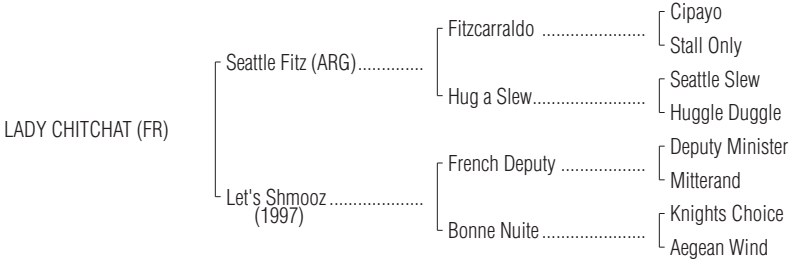 Cipayo
Fitzcarraldo ......................
Stall Only
Seattle Fitz (ARG)..............
Seattle Slew
Hug a Slew........................
Huggle Duggle
LADY CHITCHAT (FR)
Deputy Minister
French Deputy ..................
Mitterand
Let's Shmooz ....................
(1997)
Knights Choice
Bonne Nuite......................
Aegean Wind